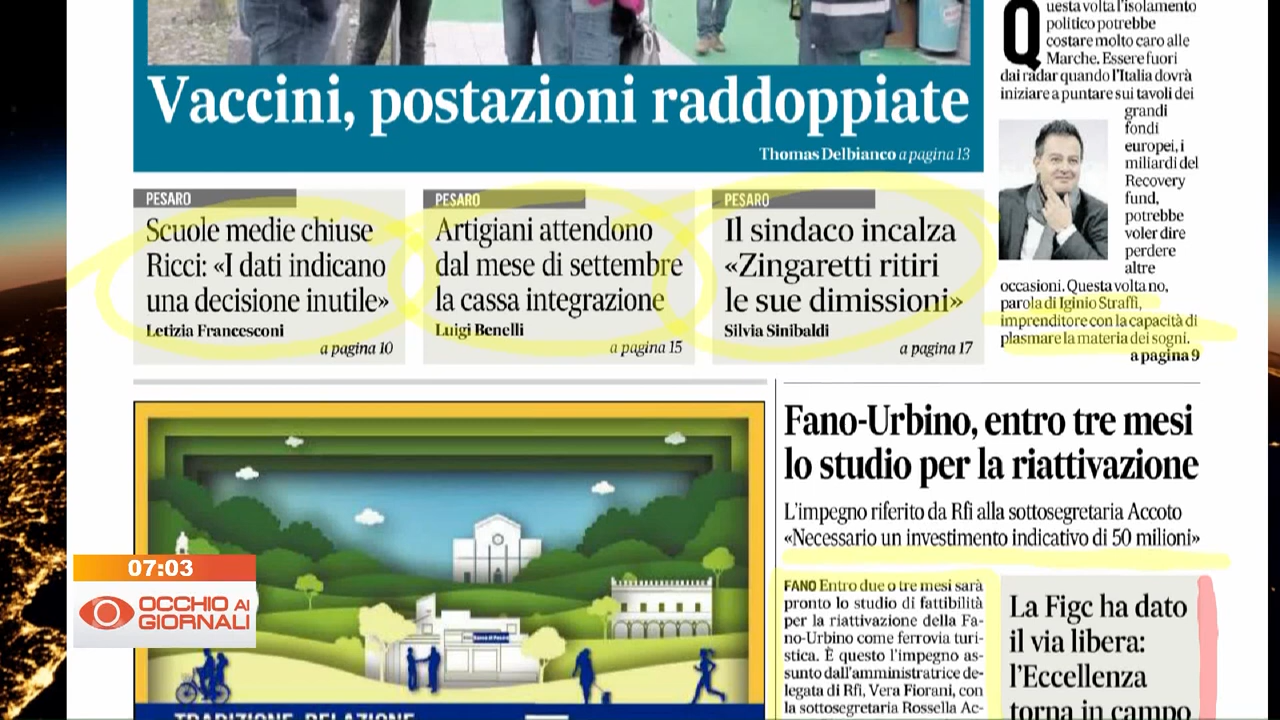 Vaccini, postazioni raddoppiate
Thomas Delbianco a pagina 13
PESARO
Scuole medie chiuse
Ricci: «I dati indicano
una decisione inutile»
Letizia Francesconi
a pagina 10
PESARO
Artigiani attendono
dal mese di settembre
la cassa integrazione
Luigi Benelli
a pagina 15
PESARO
Il sindaco incalza
«Zingaretti ritiri
le sue dimissioni»
Silvia Sinibaldi
a pagina 17
Questa volta l'isolamento
politico potrebbe
costare molto caro alle
Marche. Essere fuori
dai radar quando l'Italia dovrà
iniziare a puntare sui tavoli dei
grandi
fondi
europei, i
miliardi del
Recovery
fund,
potrebbe
voler dire
perdere
altre
occasioni. Questa volta no,
parola di Iginio Straffi,
imprenditore con la capacità di
plasmare la materia dei sogni.
a pagina 9
Fano-Urbino, entro tre mesi
lo studio per la riattivazione
L'impegno riferito da Rfi alla sottosegretaria Accoto
«Necessario un investimento indicativo di 50 milioni»
FANO Entro due o tre mesi sarà
pronto lo studio di fattibilità
per la riattivazione della Fa-
no-Urbino come ferovia turi-
stica. È questo l'impegno as-
sunto dall'amministratrice de-
legata di Rfi, Vera Fiorani, con
la sottosegretaria Rossella Ac-
La Figc ha dato
il via libera:
l'Eccellenza
torna in campo
07:03
OCCHIO AI
GIORNALI
TRADIZIONE, RELAZIONE